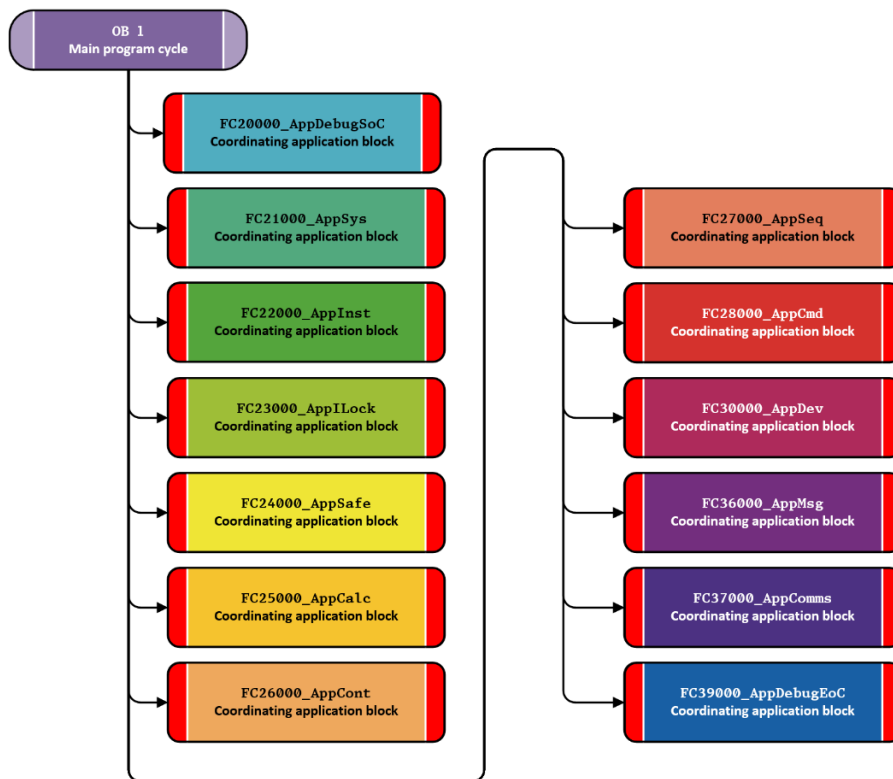 OB 1
Main program cycle
FC20000_AppDebugSoC
Coordinating application block
FC21000_AppSys
Coordinating application block
FC22000_AppInst
Coordinating application block
FC23000_AppILock
Coordinating application block
FC24000_AppSafe
Coordinating application block
FC25000_AppCalc
Coordinating application block
FC26000_AppCont
Coordinating application block
FC27000_AppSeq
Coordinating application block
FC28000_AppCmd
Coordinating application block
FC30000_AppDev
Coordinating application block
FC36000_AppMsg
Coordinating application block
FC37000_AppComms
Coordinating application block
FC39000_AppDebugEoC
Coordinating application block